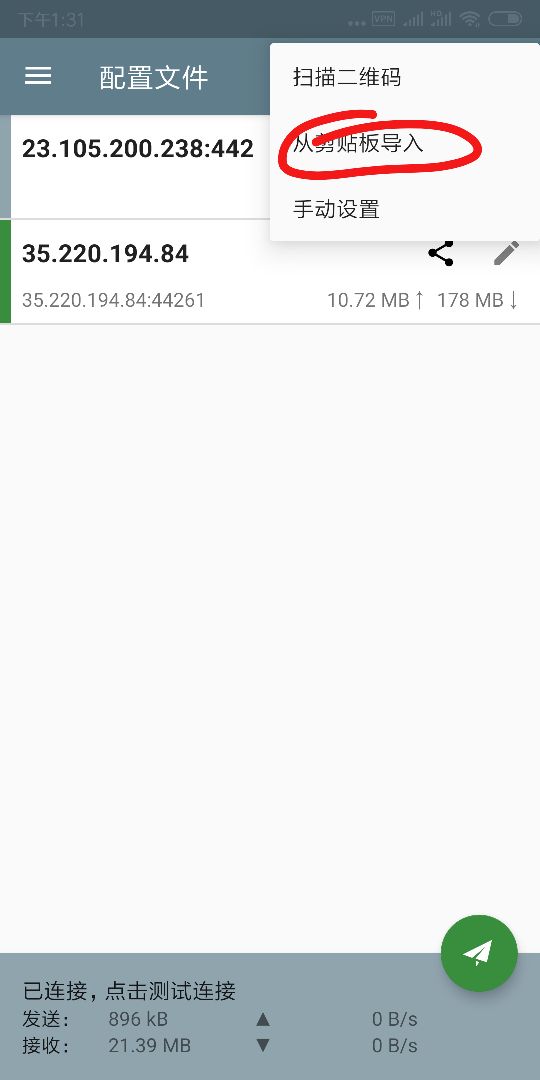 下午1:31
VPN
HD
配置文件
扫描二维码
从剪贴板导入
手动设置
23.105.200.238:442
35.220.194.84
35.220.194.84:44261 10.72 MB↑ 178 MB↓
已连接，点击测试连接
发送： 896 kB ▲ 0 B/s
接收： 21.39 MB ▼ 0 B/s